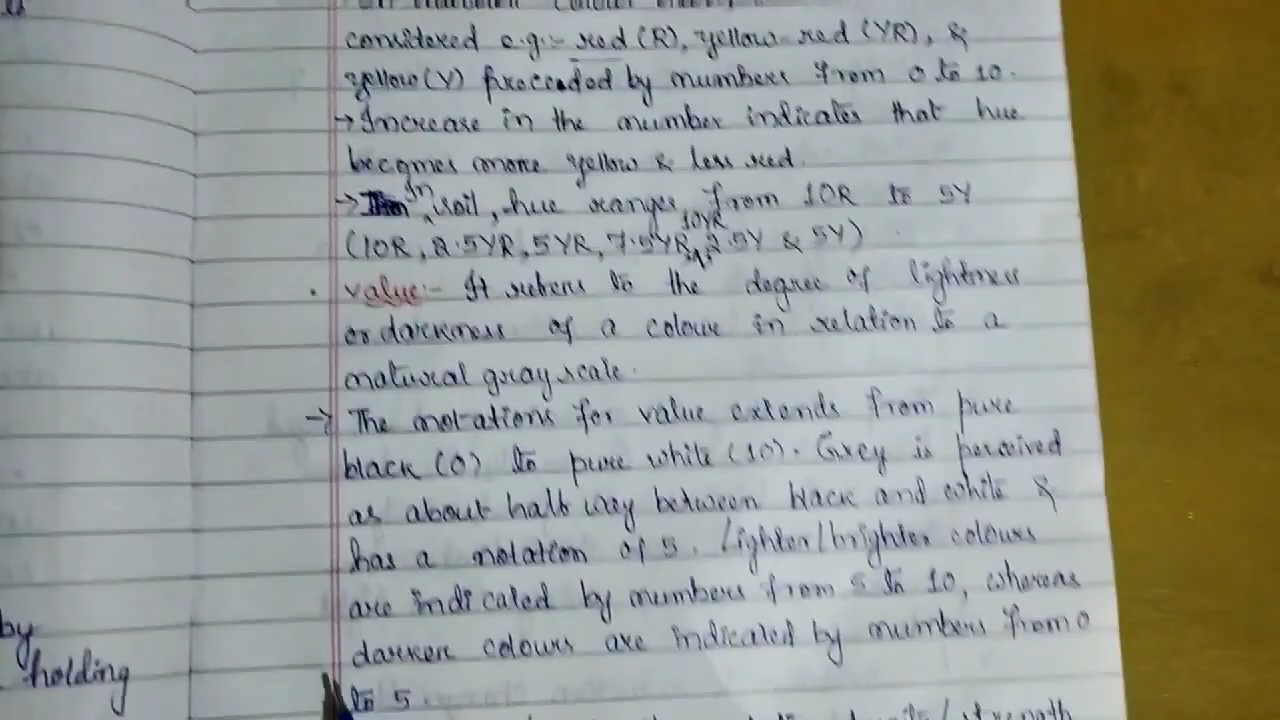 considered e.g:- red (R), yellow red (YR), &
yellow (Y) preceeded by numbers from 0 to 10.
→ Increase in the number indicates that hue
becomes more yellow & less red.
→ In soil, hue ranges from 10R to 5Y
(10R, 2.5YR, 5YR, 7.5YR, 10YR, 2.5Y & 5Y)
• value:- It refers to the degree of lightness
or darkness of a colour in relation to a
natural gray scale.
→ The notations for value extends from pure
black (0) to pure white (10). Grey is perceived
as about half way between black and white &
has a notation of 5. Lighter/brighter colours
are indicated by numbers from 5 to 10, whereas
darker colours are indicated by numbers from 0
to 5.
by
holding